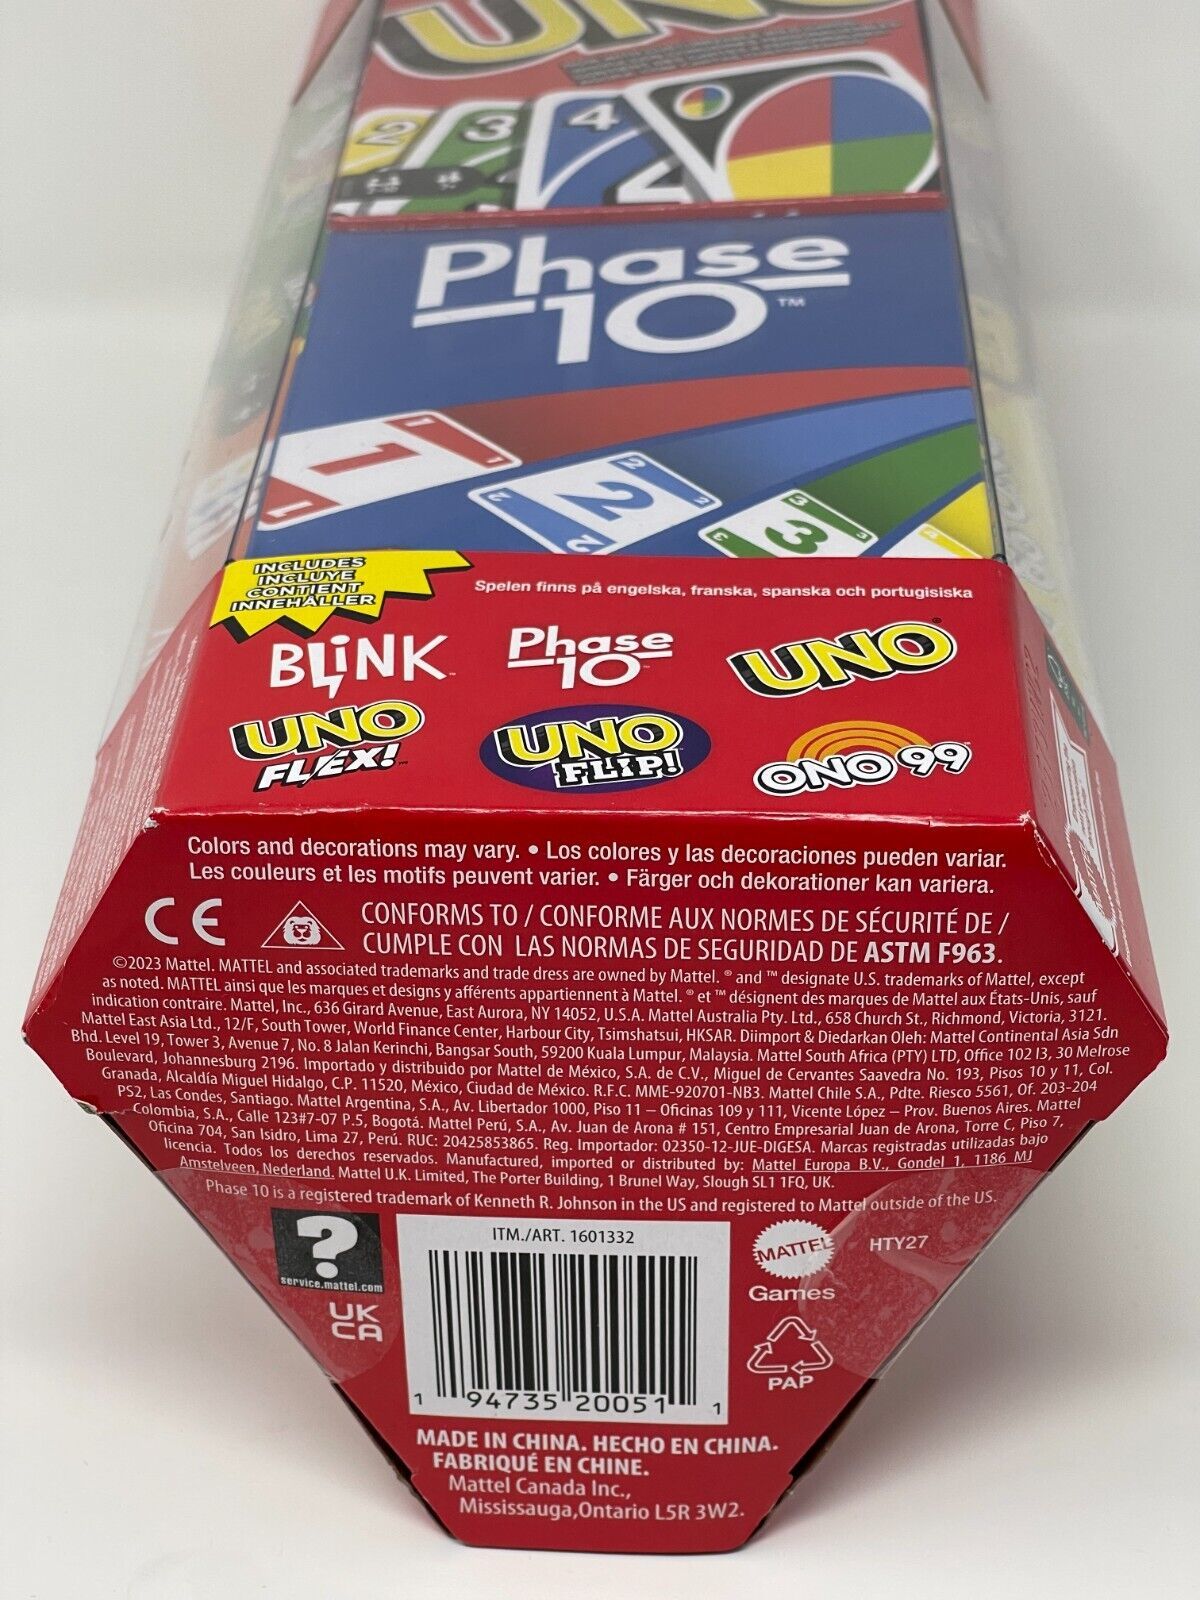 UNO
2 3 4
Phase
10™
1 1 1
2 2 2
3 3 3
INCLUDES
INCLUYE
CONTIENT
INNEHÅLLER
Spelen finns på engelska, franska, spanska och portugisiska
BLiNK™ Phase 10™ UNO®
UNO FLEX!™ UNO FLIP!™ ONO 99™
Colors and decorations may vary. • Los colores y las decoraciones pueden variar.
Les couleurs et les motifs peuvent varier. • Färger och dekorationer kan variera.
CE CONFORMS TO / CONFORME AUX NORMES DE SÉCURITÉ DE /
CUMPLE CON LAS NORMAS DE SEGURIDAD DE ASTM F963.
©2023 Mattel. MATTEL and associated trademarks and trade dress are owned by Mattel. ® and ™ designate U.S. trademarks of Mattel, except
as noted. MATTEL ainsi que les marques et designs y afférents appartiennent à Mattel. ® et ™ désignent des marques de Mattel aux États-Unis, sauf
indication contraire. Mattel, Inc., 636 Girard Avenue, East Aurora, NY 14052, U.S.A. Mattel Australia Pty. Ltd., 658 Church St., Richmond, Victoria, 3121.
Mattel East Asia Ltd., 12/F, South Tower, World Finance Center, Harbour City, Tsimshatsui, HKSAR. Diimport & Diedarkan Oleh: Mattel Continental Asia Sdn
Bhd. Level 19, Tower 3, Avenue 7, No. 8 Jalan Kerinchi, Bangsar South, 59200 Kuala Lumpur, Malaysia. Mattel South Africa (PTY) LTD, Office 102 I3, 30 Melrose
Boulevard, Johannesburg 2196. Importado y distribuido por Mattel de México, S.A. de C.V., Miguel de Cervantes Saavedra No. 193, Pisos 10 y 11, Col.
Granada, Alcaldía Miguel Hidalgo, C.P. 11520, México, Ciudad de México. R.F.C. MME-920701-NB3. Mattel Chile S.A., Pdte. Riesco 5561, Of. 203-204
PS2, Las Condes, Santiago. Mattel Argentina, S.A., Av. Libertador 1000, Piso 11 – Oficinas 109 y 111, Vicente López – Prov. Buenos Aires. Mattel
Colombia, S.A., Calle 123#7-07 P.5, Bogotá. Mattel Perú, S.A., Av. Juan de Arona # 151, Centro Empresarial Juan de Arona, Torre C, Piso 7,
Oficina 704, San Isidro, Lima 27, Perú. RUC: 20425853865. Reg. Importador: 02350-12-JUE-DIGESA. Marcas registradas utilizadas bajo
licencia. Todos los derechos reservados. Manufactured, imported or distributed by: Mattel Europa B.V., Gondel 1, 1186 MJ
Amstelveen, Nederland. Mattel U.K. Limited, The Porter Building, 1 Brunel Way, Slough SL1 1FQ, UK.
Phase 10 is a registered trademark of Kenneth R. Johnson in the US and registered to Mattel outside of the US.
?
service.mattel.com
UK
CA
ITM./ART. 1601332
1 94735 20051 1
MATTEL
Games
HTY27
PAP
MADE IN CHINA. HECHO EN CHINA.
FABRIQUÉ EN CHINE.
Mattel Canada Inc.,
Mississauga,Ontario L5R 3W2.